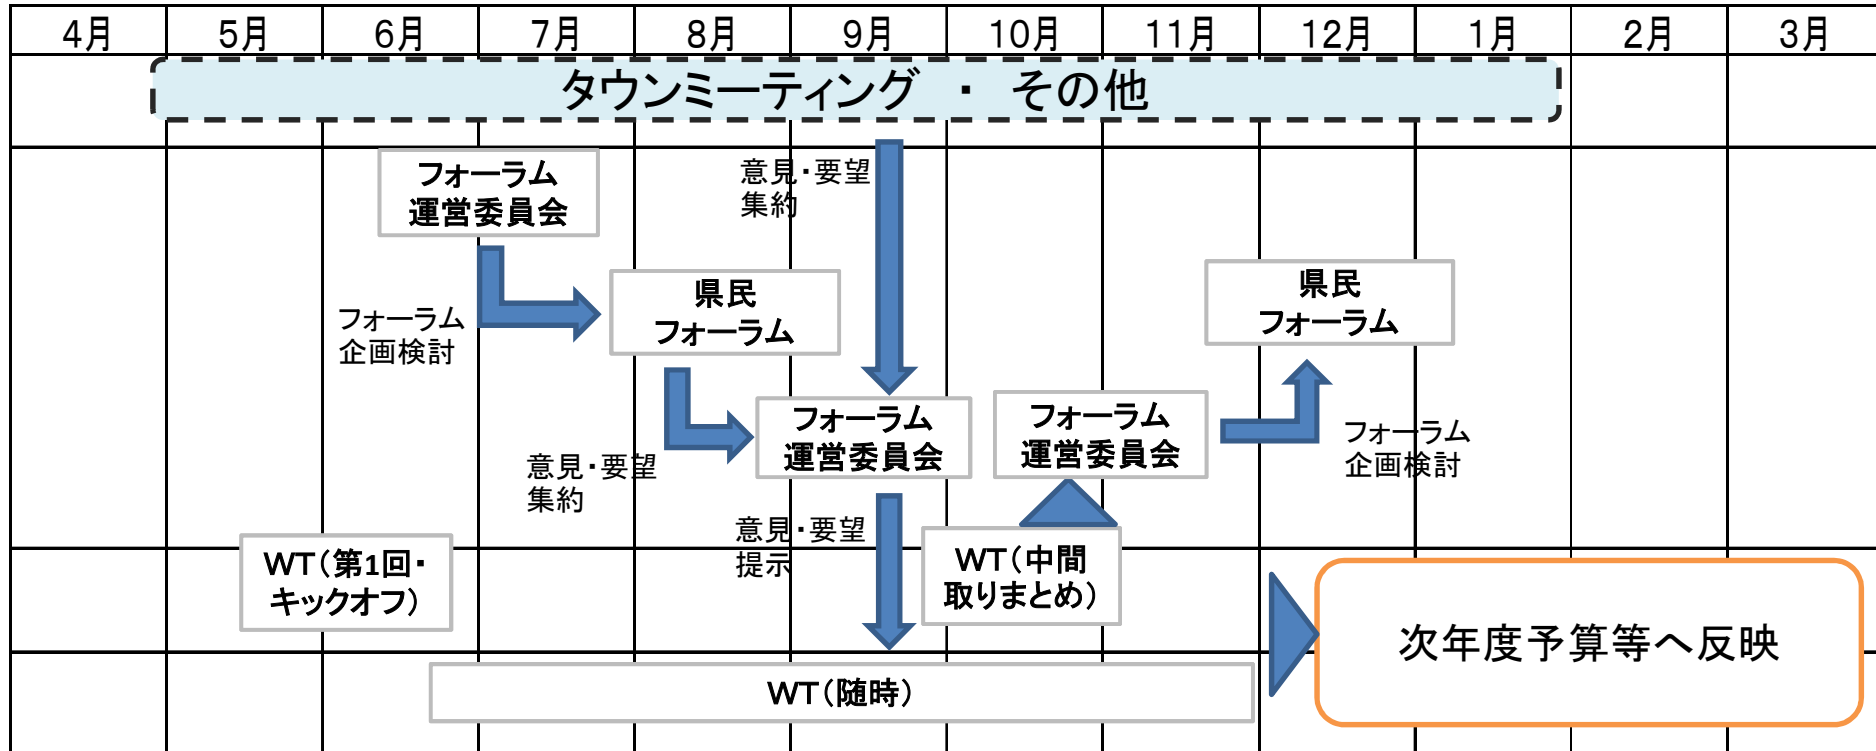 4月 5月 6月 7月 8月 9月 10月 11月 12月 1月 2月 3月
タウンミーティング ・ その他
フォーラム
運営委員会
意見・要望
集約
フォーラム
企画検討
県民
フォーラム
県民
フォーラム
意見・要望
集約
フォーラム
運営委員会
フォーラム
運営委員会
フォーラム
企画検討
意見・要望
提示
WT（第1回・
キックオフ）
WT（中間
取りまとめ）
次年度予算等へ反映
WT（随時）